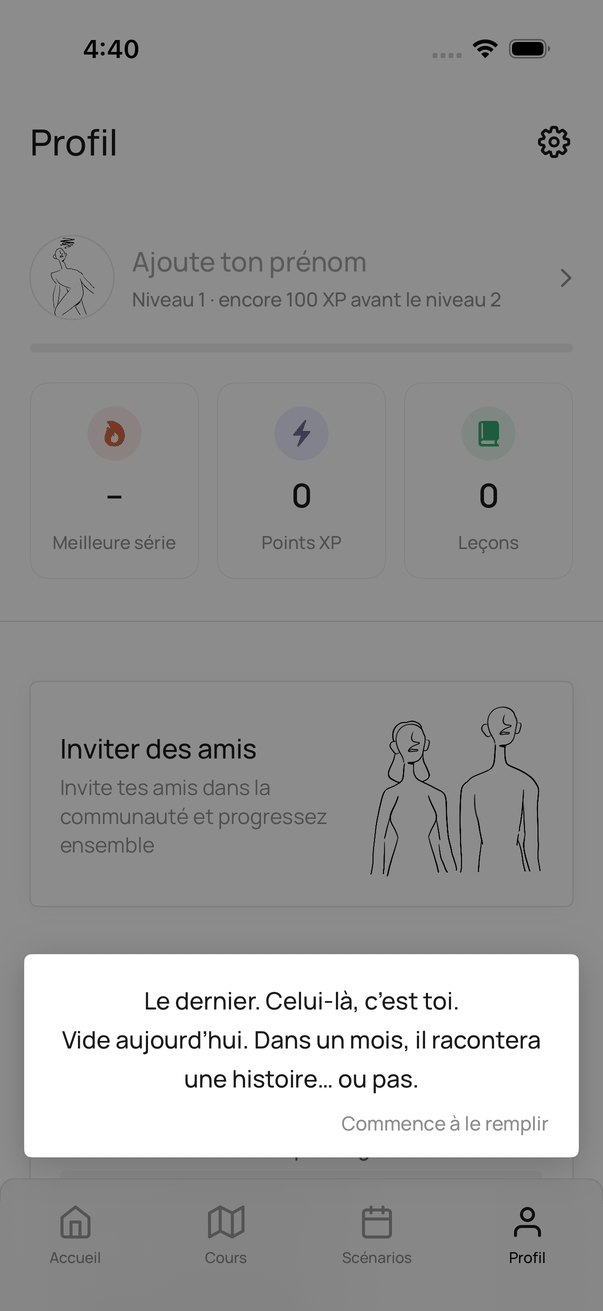 4:40
Profil
Ajoute ton prénom
Niveau 1 · encore 100 XP avant le niveau 2
–
0
0
Meilleure série
Points XP
Leçons
Inviter des amis
Invite tes amis dans la
communauté et progressez
ensemble
Le dernier. Celui-là, c’est toi.
Vide aujourd’hui. Dans un mois, il racontera
une histoire… ou pas.
Commence à le remplir
Accueil
Cours
Scénarios
Profil